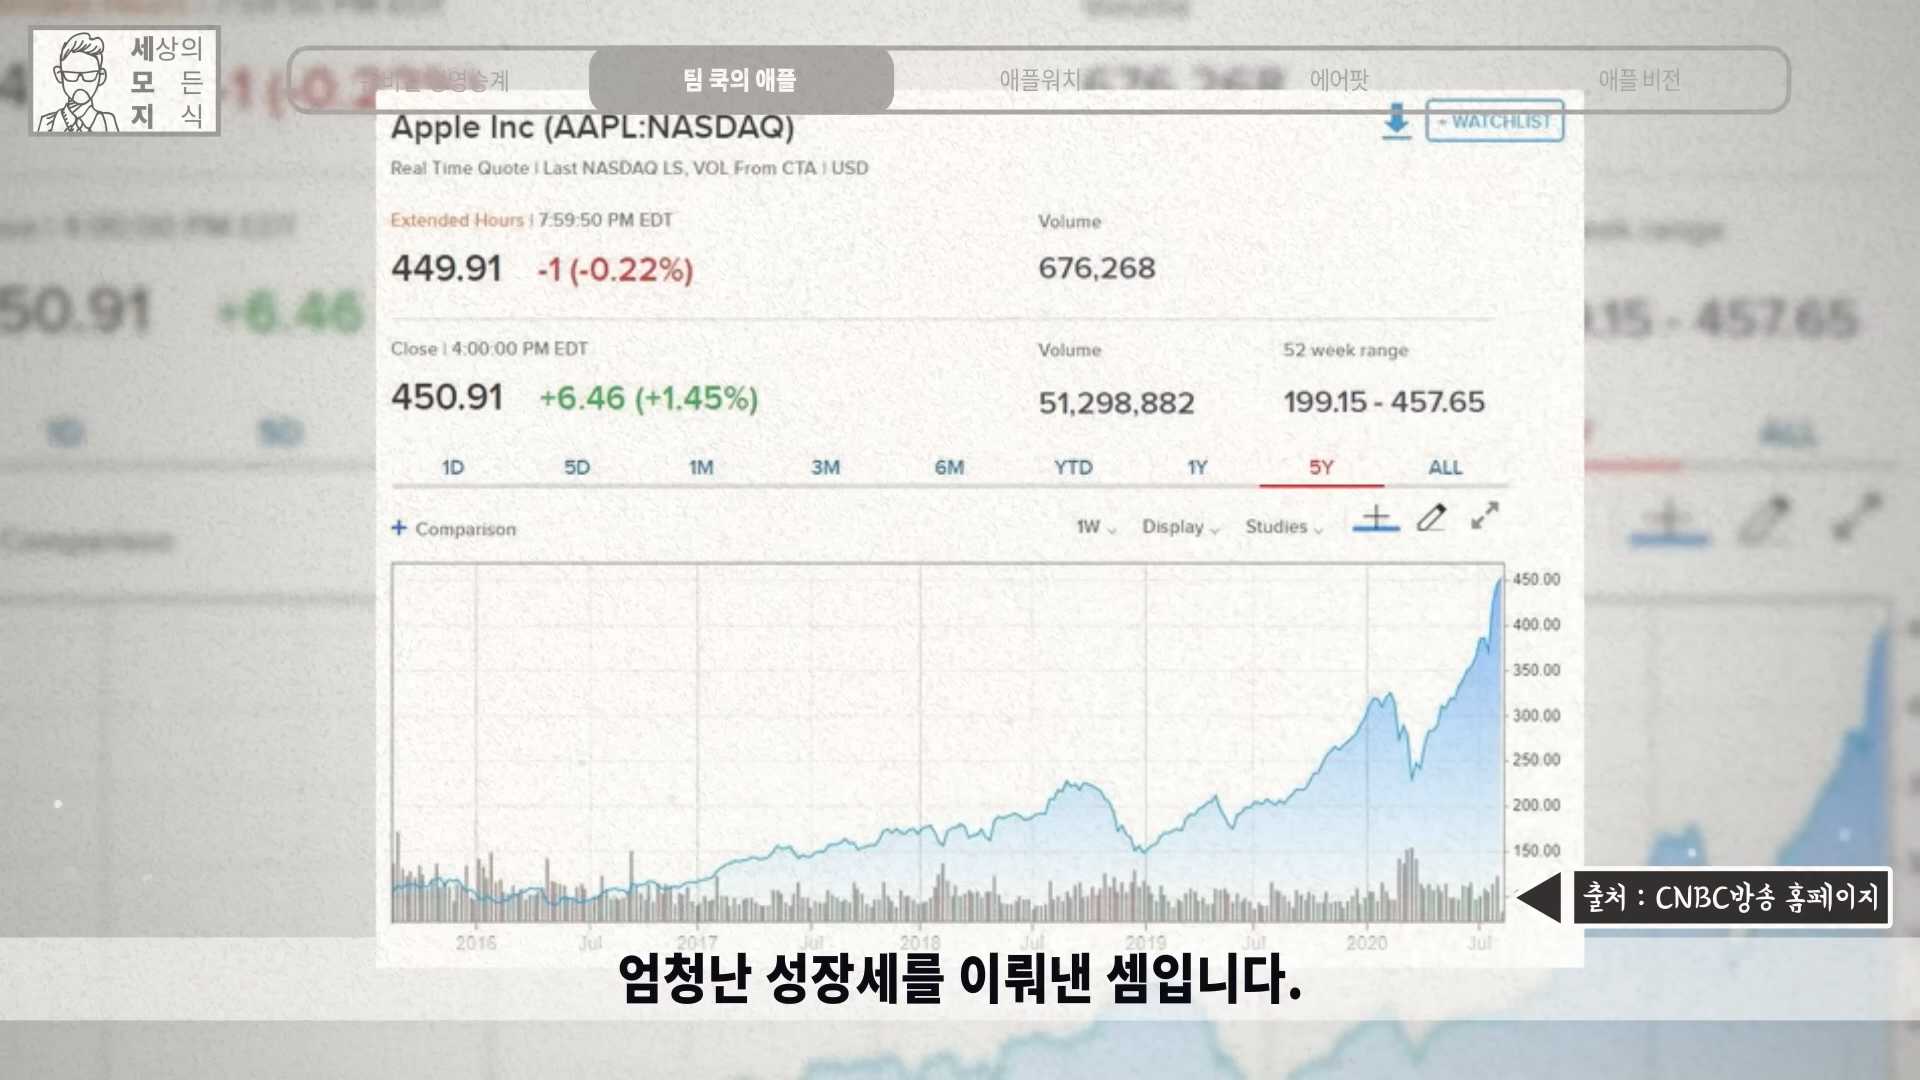 세상의
모든
지식
팀 쿡의 애플
애플워치
에어팟
애플 비전
Apple Inc (AAPL:NASDAQ)
+ WATCHLIST
Real Time Quote | Last NASDAQ LS, VOL From CTA | USD
Extended Hours | 7:59:50 PM EDT
Volume
449.91 -1 (-0.22%)
676,268
Close | 4:00:00 PM EDT
Volume
52 week range
450.91 +6.46 (+1.45%)
51,298,882
199.15 - 457.65
1D 5D 1M 3M 6M YTD 1Y 5Y ALL
+ Comparison
1W Display Studies
450.00
400.00
350.00
300.00
250.00
200.00
150.00
출처 : CNBC방송 홈페이지
2016 Jul 2017 Jul 2018 Jul 2019 Jul 2020 Jul
엄청난 성장세를 이뤄낸 셈입니다.